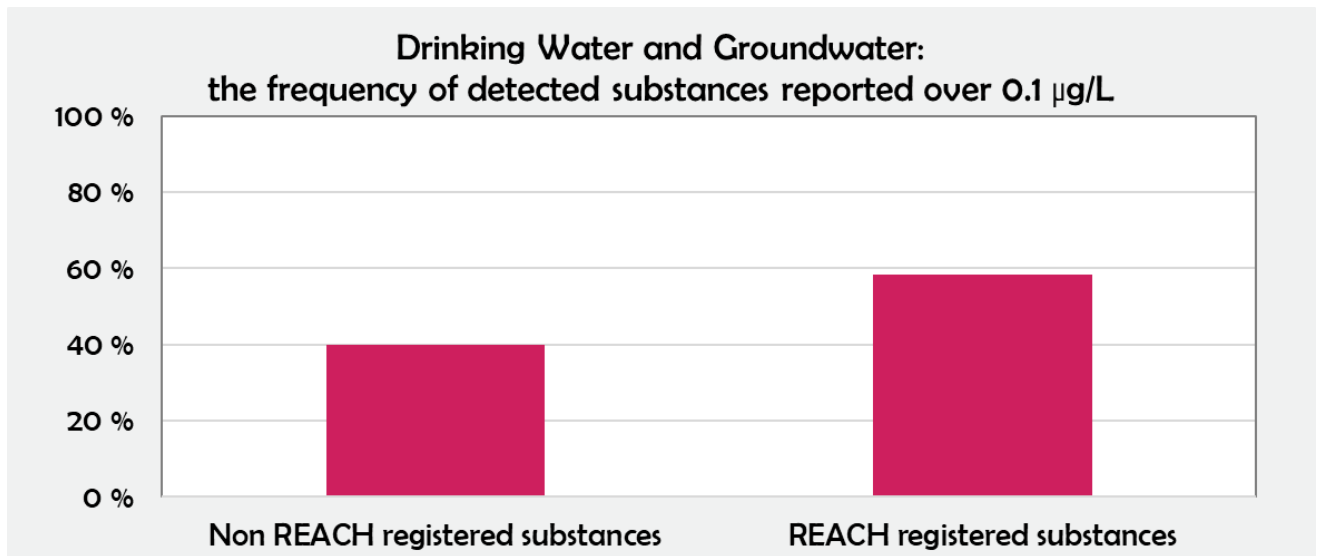 Drinking Water and Groundwater:
the frequency of detected substances reported over 0.1 μg/L
100 %
80 %
60 %
40 %
20 %
0 %
Non REACH registered substances
REACH registered substances